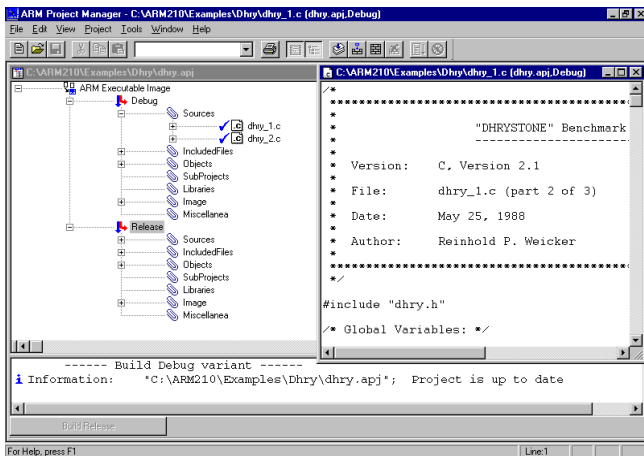 ARM Project Manager - C:\ARM210\Examples\Dhry\dhry_1.c (dhry.apj,Debug)
File Edit View Project Tools Window Help
C:\ARM210\Examples\Dhry\dhry.apj
ARM Executable Image
Debug
Sources
dhry_1.c
dhry_2.c
IncludedFiles
Objects
SubProjects
Libraries
Image
Miscellanea
Release
Sources
IncludedFiles
Objects
SubProjects
Libraries
Image
Miscellanea
C:\ARM210\Examples\Dhry\dhry_1.c (dhry.apj,Debug)
/*
****************************************
*
* "DHRYSTONE" Benchmark
* ---------------------
*
* Version: C, Version 2.1
*
* File: dhry_1.c (part 2 of 3)
*
* Date: May 25, 1988
*
* Author: Reinhold P. Weicker
*
****************************************
*/
#include "dhry.h"
/* Global Variables: */
------ Build Debug variant ------
Information: "C:\ARM210\Examples\Dhry\dhry.apj"; Project is up to date
Build Release
For Help, press F1
Line:1